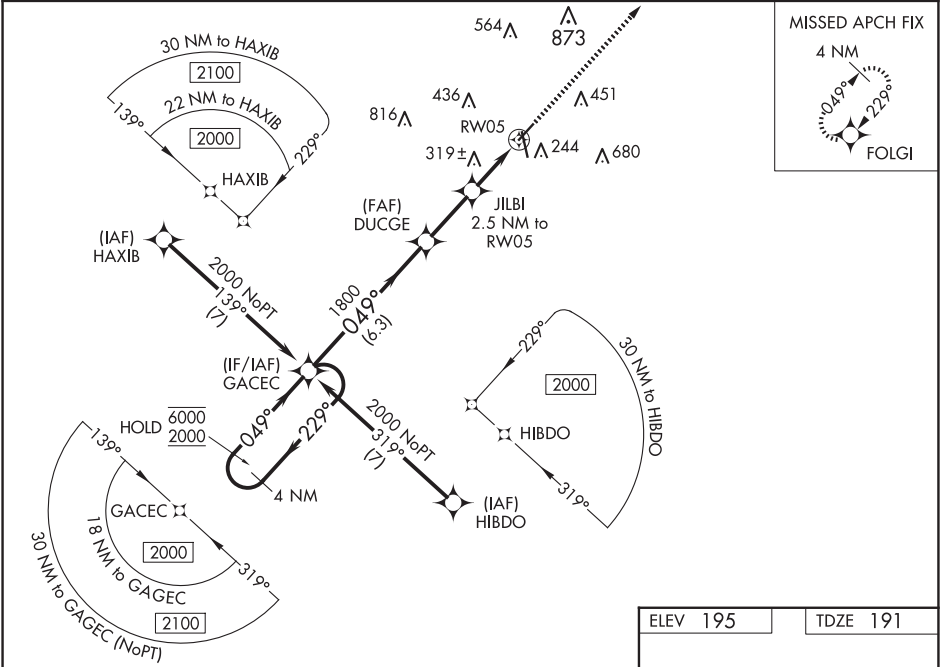 30 NM to HAXIB
2100
139°
22 NM to HAXIB
2000
229°
HAXIB
564
873
436
816
451
RW05
319±
244
680
MISSED APCH FIX
4 NM
049°
229°
FOLGI
(IAF)
HAXIB
2000 NoPT
139°
(7)
(FAF)
DUCGE
JILBI
2.5 NM to
RW05
1800
049°
(6.3)
(IF/IAF)
GACEC
HOLD
6000
2000
049°
229°
4 NM
2000 NoPT
319°
(7)
(IAF)
HIBDO
229°
30 NM to HIBDO
2000
HIBDO
319°
139°
GACEC
2000
18 NM to GAGEC
319°
2100
30 NM to GAGEC (NoPT)
ELEV 195
TDZE 191